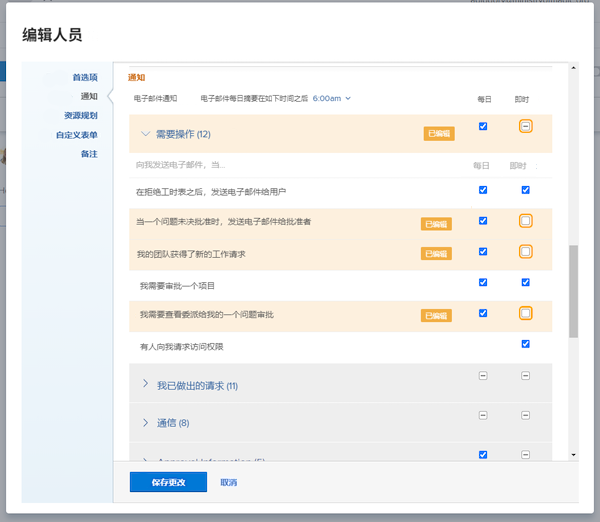 编辑人员
首选项
通知
资源规划
自定义表单
备注
通知
电子邮件通知 电子邮件每日摘要在如下时间之后 6:00am 每日 即时
需要操作 (12) 已编辑
向我发送电子邮件，当... 每日 即时
在拒绝工时表之后，发送电子邮件给用户
当一个问题未决批准时，发送电子邮件给批准者 已编辑
我的团队获得了新的工作请求 已编辑
我需要审批一个项目
我需要查看委派给我的一个问题审批 已编辑
有人向我请求访问权限
我已做出的请求 (11)
通信 (8)
保存更改 取消